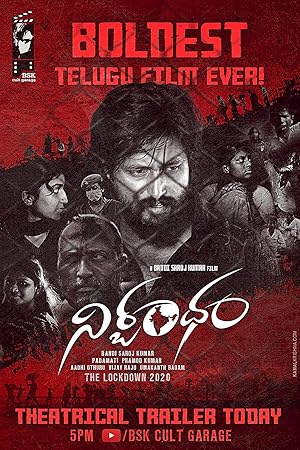 BSK
CULT GARAGE
BOLDEST
TELUGU FILM EVER!
A BANDI SAROJ KUMAR FILM
నిర్బంధం
BANDI SAROJ KUMAR
PADAMATI PRAMOD KUMAR
AADHI OTHURU VIJAY RAJU UMAKANTH BADAM
THE LOCKDOWN 2020
THEATRICAL TRAILER TODAY
5PM /BSK CULT GARAGE